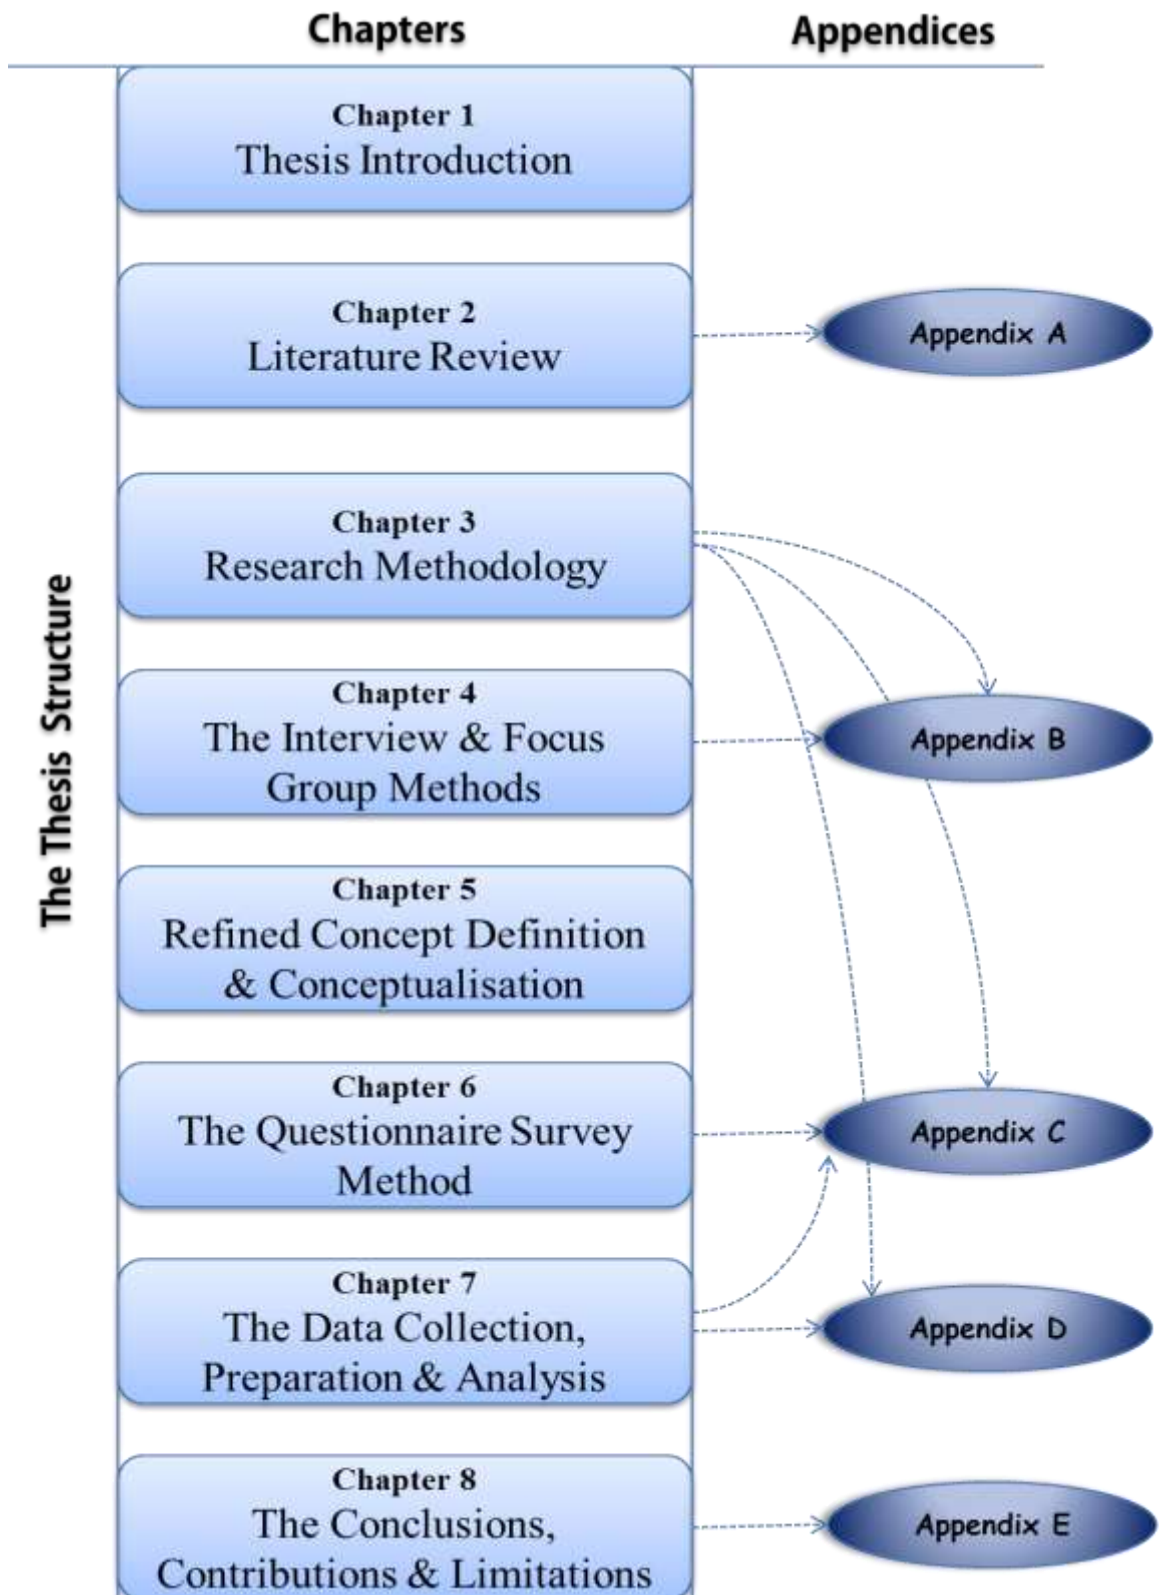 Chapters
Appendices
The Thesis Structure
Chapter 1
Thesis Introduction
Chapter 2
Literature Review
Appendix A
Chapter 3
Research Methodology
Chapter 4
The Interview & Focus
Group Methods
Appendix B
Chapter 5
Refined Concept Definition
& Conceptualisation
Chapter 6
The Questionnaire Survey
Method
Appendix C
Chapter 7
The Data Collection,
Preparation & Analysis
Appendix D
Chapter 8
The Conclusions,
Contributions & Limitations
Appendix E